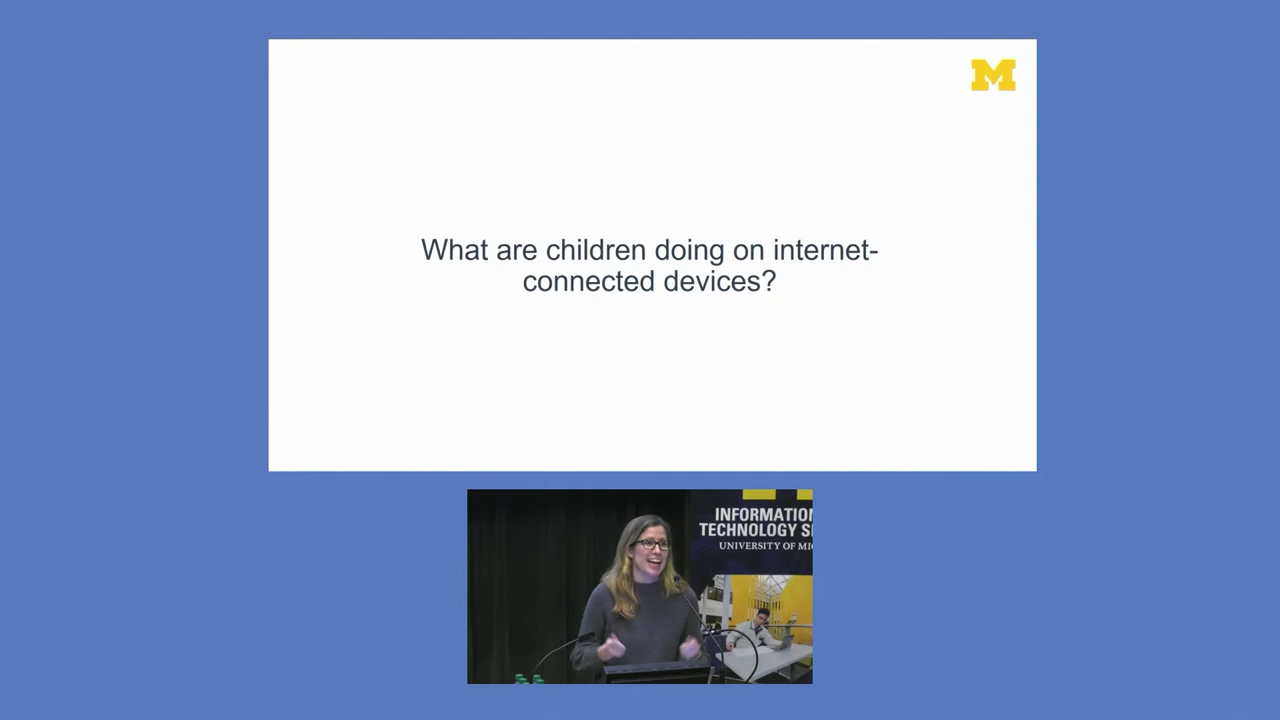 M
What are children doing on internet-
connected devices?
INFORMATION
TECHNOLOGY
UNIVERSITY OF